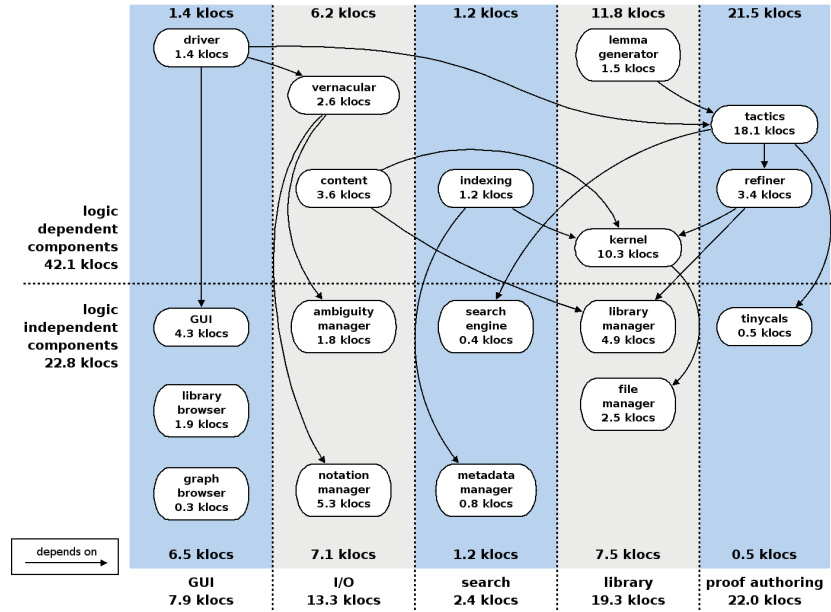 1.4 klocs
6.2 klocs
1.2 klocs
11.8 klocs
21.5 klocs
driver
1.4 klocs
lemma
generator
1.5 klocs
vernacular
2.6 klocs
tactics
18.1 klocs
content
3.6 klocs
indexing
1.2 klocs
refiner
3.4 klocs
logic
dependent
components
42.1 klocs
kernel
10.3 klocs
logic
independent
components
22.8 klocs
GUI
4.3 klocs
ambiguity
manager
1.8 klocs
search
engine
0.4 klocs
library
manager
4.9 klocs
tinycals
0.5 klocs
library
browser
1.9 klocs
file
manager
2.5 klocs
graph
browser
0.3 klocs
notation
manager
5.3 klocs
metadata
manager
0.8 klocs
depends on
6.5 klocs
7.1 klocs
1.2 klocs
7.5 klocs
0.5 klocs
GUI
7.9 klocs
I/O
13.3 klocs
search
2.4 klocs
library
19.3 klocs
proof authoring
22.0 klocs